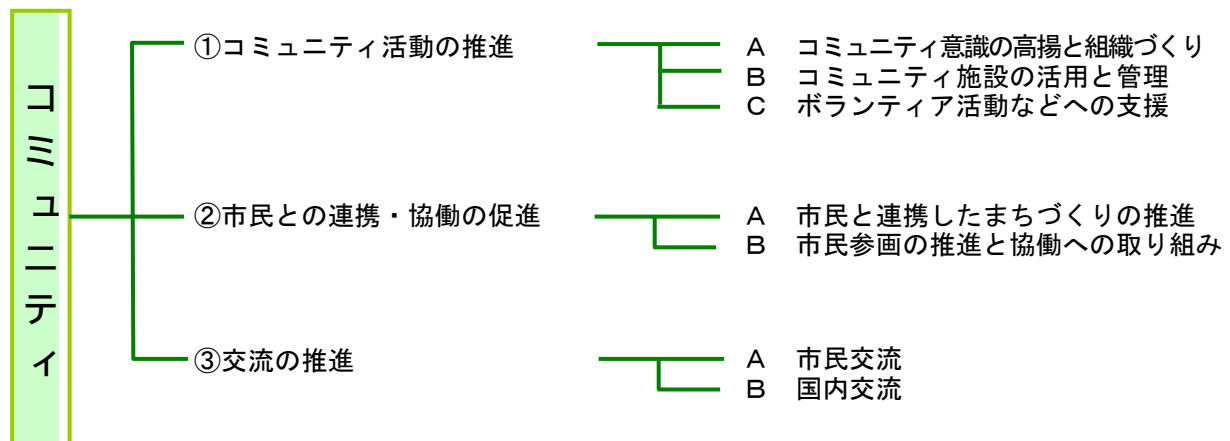 コミュニティ
①コミュニティ活動の推進
A コミュニティ意識の高揚と組織づくり
B コミュニティ施設の活用と管理
C ボランティア活動などへの支援
②市民との連携・協働の促進
A 市民と連携したまちづくりの推進
B 市民参画の推進と協働への取り組み
③交流の推進
A 市民交流
B 国内交流